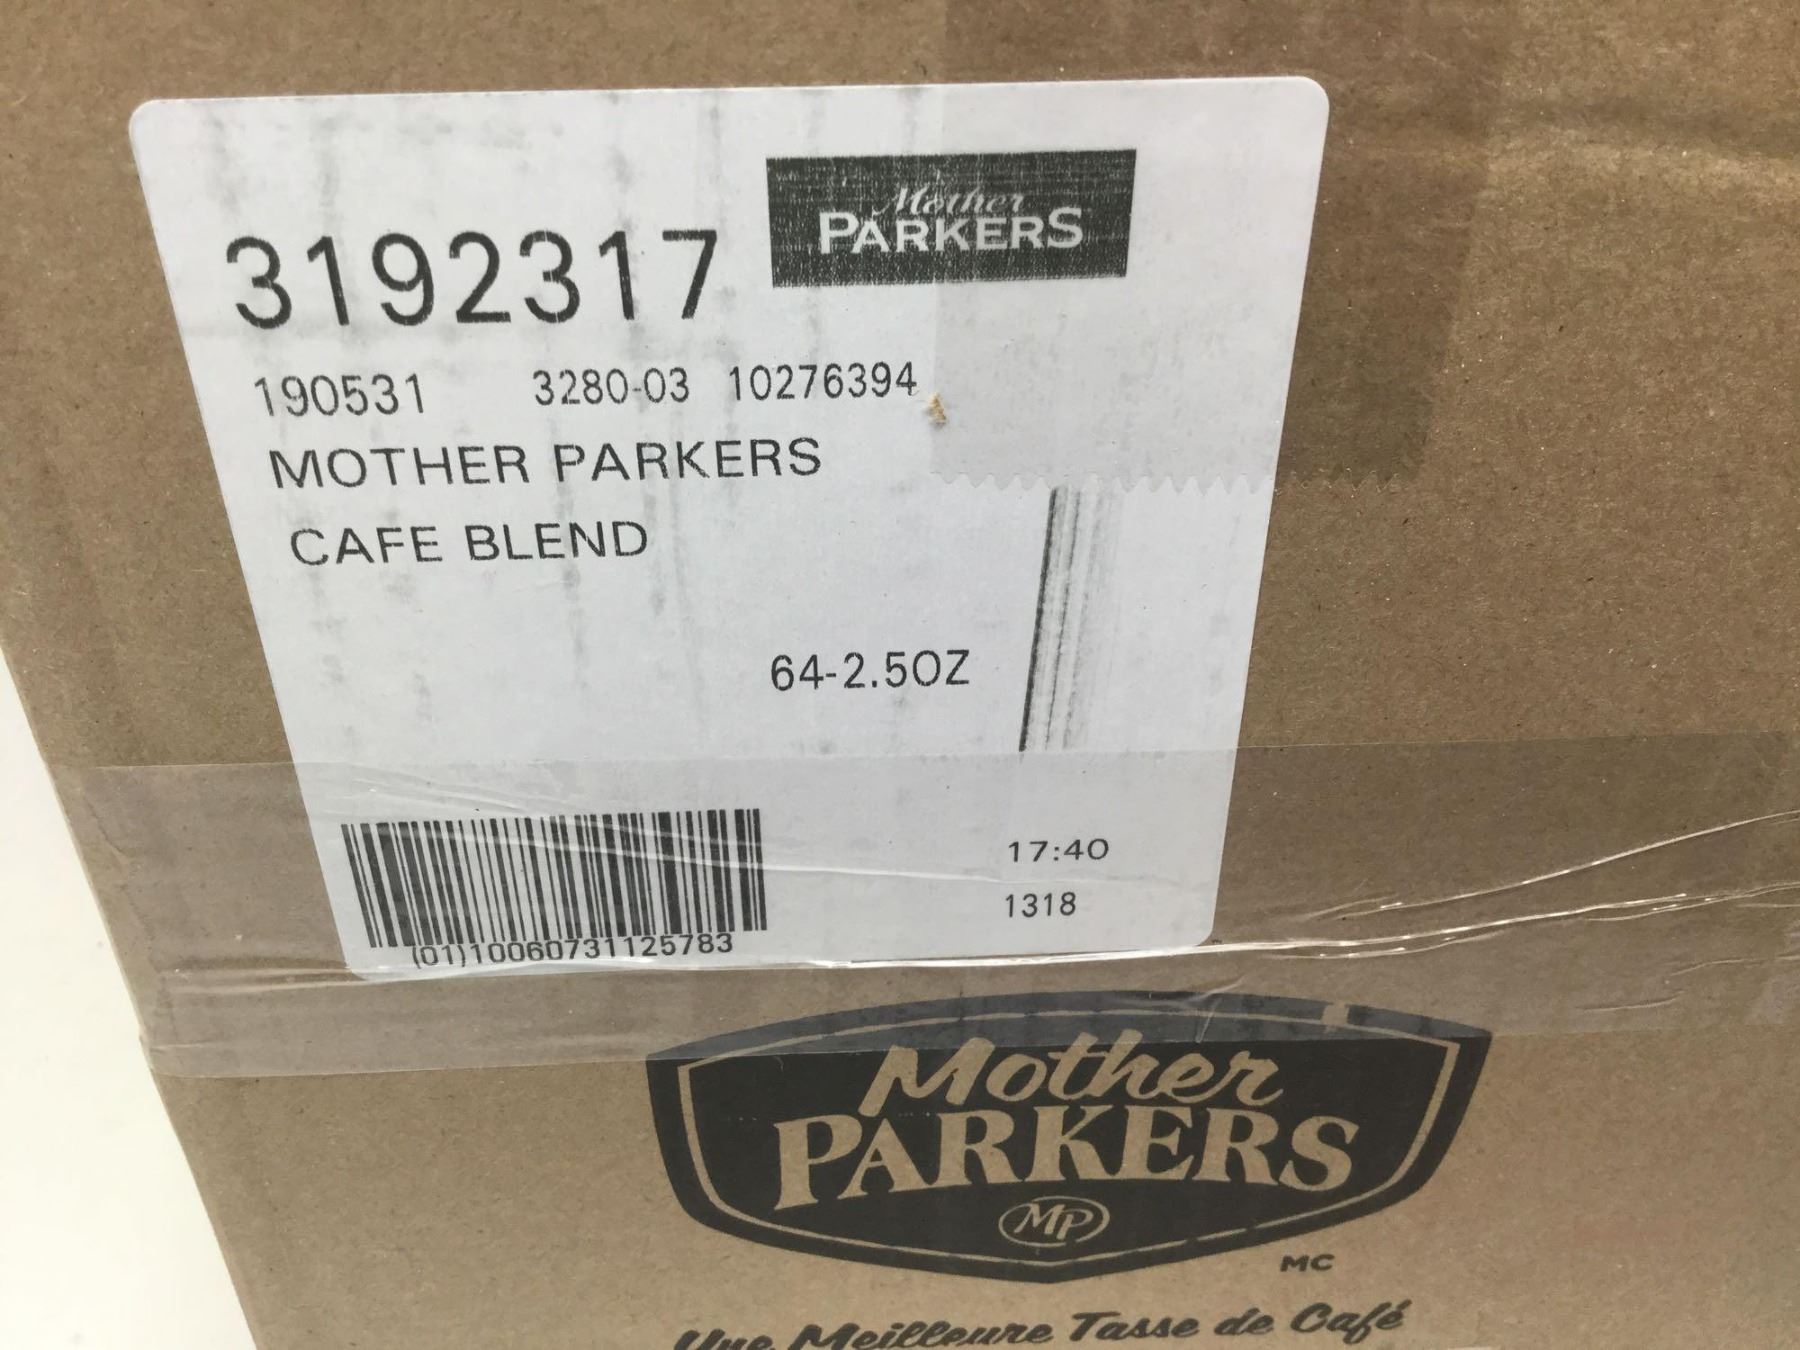 Mother
PARKERS
3192317
190531 3280-03 10276394
MOTHER PARKERS
CAFE BLEND
64-2.5OZ
17:40
1318
(01)10060731125783
Mother
PARKERS
MP
MC
Une Meilleure Tasse de Café